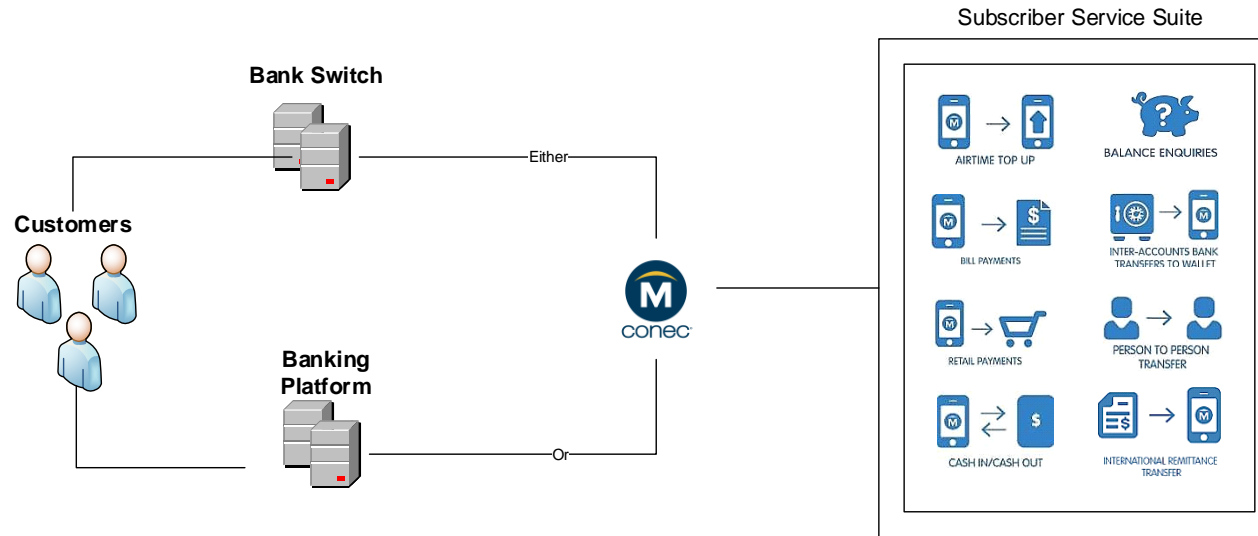 Subscriber Service Suite
Bank Switch
Either
Customers
Banking
Platform
Or
M
conec
M
AIRTIME TOP UP
?
BALANCE ENQUIRIES
M
$
BILL PAYMENTS
M
INTER-ACCOUNTS BANK
TRANSFERS TO WALLET
M
RETAIL PAYMENTS
PERSON TO PERSON
TRANSFER
M
$
CASH IN/CASH OUT
$
M
INTERNATIONAL REMITTANCE
TRANSFER